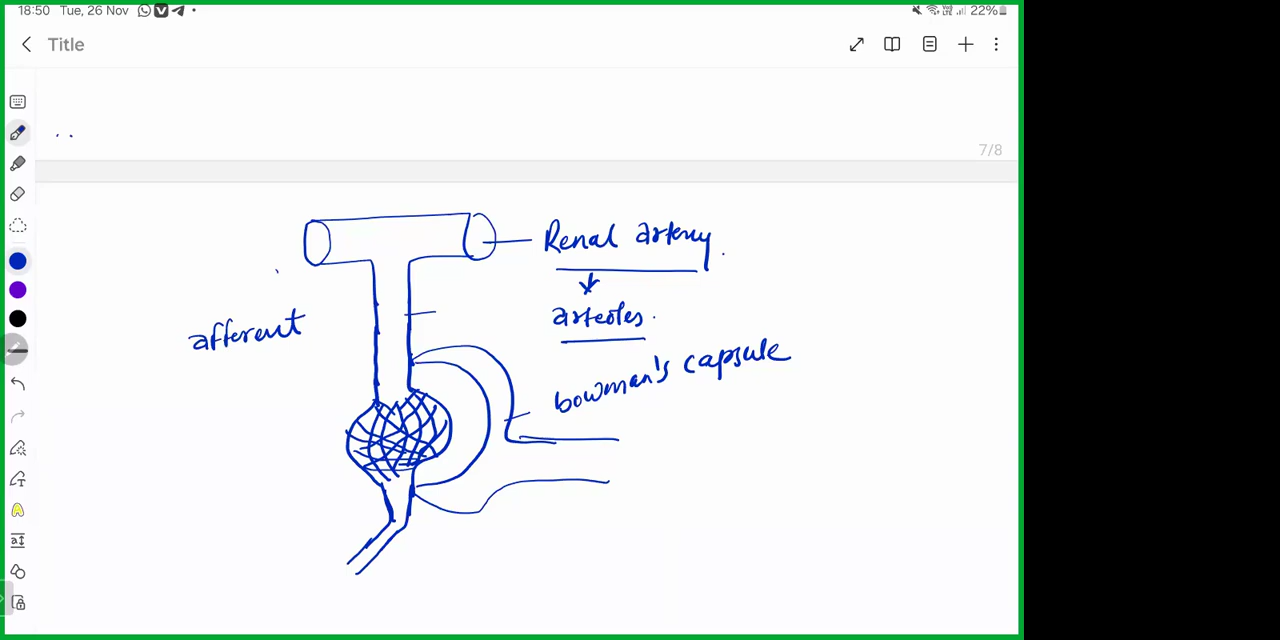 18:50 Tue, 26 Nov
22%
Title
7/8
Renal artery
arteoles
afferent
bowman's capsule